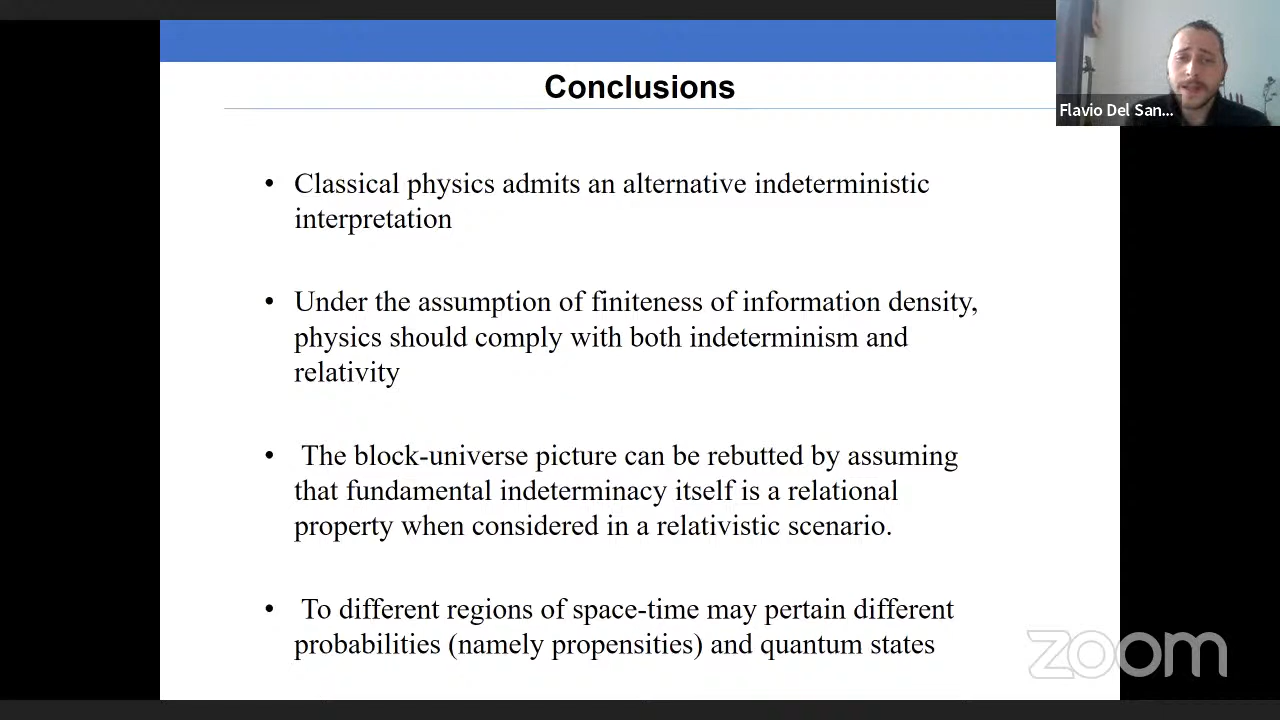 Conclusions
Flavio Del San...
• Classical physics admits an alternative indeterministic
interpretation
• Under the assumption of finiteness of information density,
physics should comply with both indeterminism and
relativity
• The block-universe picture can be rebutted by assuming
that fundamental indeterminacy itself is a relational
property when considered in a relativistic scenario.
• To different regions of space-time may pertain different
probabilities (namely propensities) and quantum states
zoom